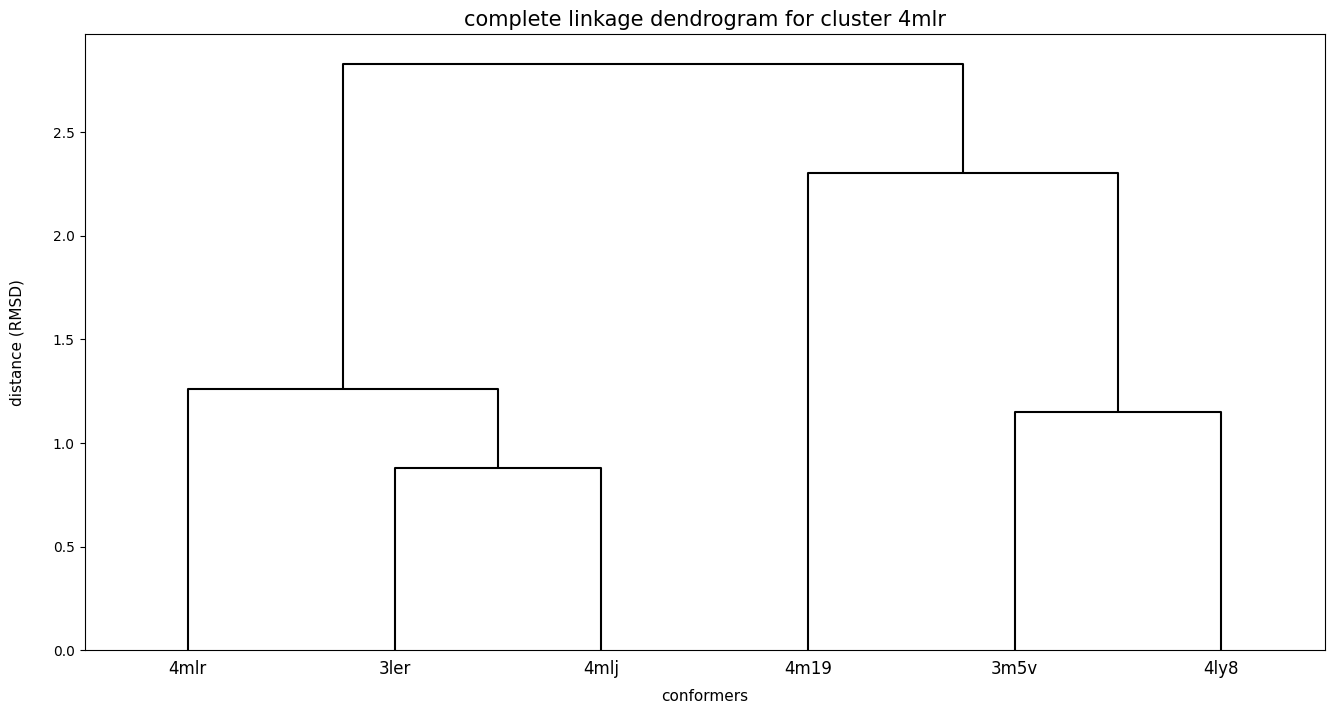 complete linkage dendrogram for cluster 4mlr
2.5
2.0
1.5
1.0
0.5
0.0
distance (RMSD)
4mlr 3ler 4mlj 4m19 3m5v 4ly8
conformers